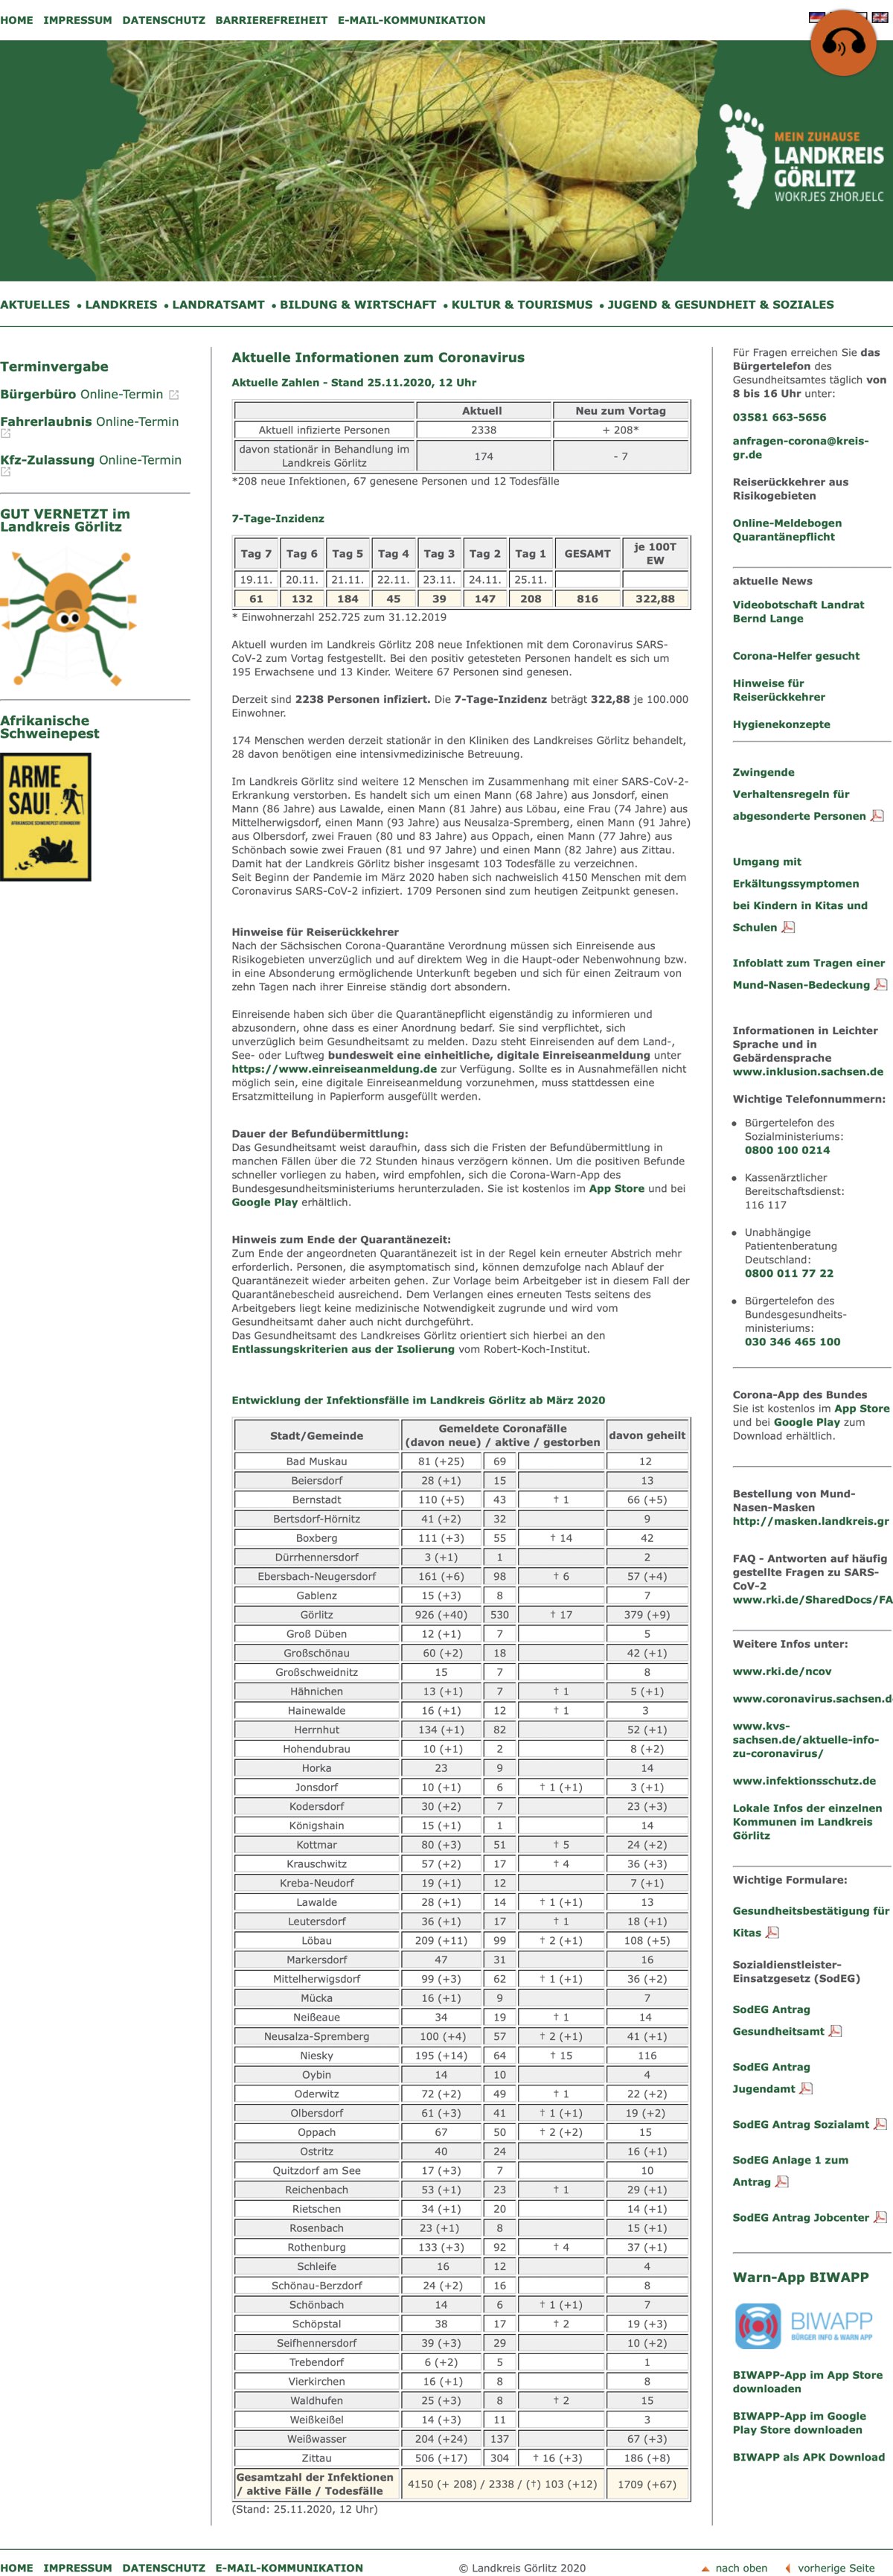 HOME IMPRESSUM DATENSCHUTZ BARRIEREFREIHEIT E-MAIL-KOMMUNIKATION
MEIN ZUHAUSE
LANDKREIS
GÖRLITZ
WOKRJES ZHORJELC
AKTUELLES • LANDKREIS • LANDRATSAMT • BILDUNG & WIRTSCHAFT • KULTUR & TOURISMUS • JUGEND & GESUNDHEIT & SOZIALES
Terminvergabe
Bürgerbüro Online-Termin
Fahrerlaubnis Online-Termin
Kfz-Zulassung Online-Termin
GUT VERNETZT im
Landkreis Görlitz
Afrikanische
Schweinepest
ARME
SAU!
AFRIKANISCHE SCHWEINEPEST VERHINDERN!
Aktuelle Informationen zum Coronavirus
Aktuelle Zahlen - Stand 25.11.2020, 12 Uhr
Aktuell Neu zum Vortag
Aktuell infizierte Personen 2338 + 208*
davon stationär in Behandlung im
Landkreis Görlitz 174 - 7
*208 neue Infektionen, 67 genesene Personen und 12 Todesfälle
7-Tage-Inzidenz
Tag 7 Tag 6 Tag 5 Tag 4 Tag 3 Tag 2 Tag 1 GESAMT je 100T
EW
19.11. 20.11. 21.11. 22.11. 23.11. 24.11. 25.11.
61 132 184 45 39 147 208 816 322,88
* Einwohnerzahl 252.725 zum 31.12.2019
Aktuell wurden im Landkreis Görlitz 208 neue Infektionen mit dem Coronavirus SARS-
CoV-2 zum Vortag festgestellt. Bei den positiv getesteten Personen handelt es sich um
195 Erwachsene und 13 Kinder. Weitere 67 Personen sind genesen.
Derzeit sind 2238 Personen infiziert. Die 7-Tage-Inzidenz beträgt 322,88 je 100.000
Einwohner.
174 Menschen werden derzeit stationär in den Kliniken des Landkreises Görlitz behandelt,
28 davon benötigen eine intensivmedizinische Betreuung.
Im Landkreis Görlitz sind weitere 12 Menschen im Zusammenhang mit einer SARS-CoV-2-
Erkrankung verstorben. Es handelt sich um einen Mann (68 Jahre) aus Jonsdorf, einen
Mann (86 Jahre) aus Lawalde, einen Mann (81 Jahre) aus Löbau, eine Frau (74 Jahre) aus
Mittelherwigsdorf, einen Mann (93 Jahre) aus Neusalza-Spremberg, einen Mann (91 Jahre)
aus Olbersdorf, zwei Frauen (80 und 83 Jahre) aus Oppach, einen Mann (77 Jahre) aus
Schönbach sowie zwei Frauen (81 und 97 Jahre) und einen Mann (82 Jahre) aus Zittau.
Damit hat der Landkreis Görlitz bisher insgesamt 103 Todesfälle zu verzeichnen.
Seit Beginn der Pandemie im März 2020 haben sich nachweislich 4150 Menschen mit dem
Coronavirus SARS-CoV-2 infiziert. 1709 Personen sind zum heutigen Zeitpunkt genesen.
Hinweise für Reiserückkehrer
Nach der Sächsischen Corona-Quarantäne Verordnung müssen sich Einreisende aus
Risikogebieten unverzüglich und auf direktem Weg in die Haupt-oder Nebenwohnung bzw.
in eine Absonderung ermöglichende Unterkunft begeben und sich für einen Zeitraum von
zehn Tagen nach ihrer Einreise ständig dort absondern.
Einreisende haben sich über die Quarantänepflicht eigenständig zu informieren und
abzusondern, ohne dass es einer Anordnung bedarf. Sie sind verpflichtet, sich
unverzüglich beim Gesundheitsamt zu melden. Dazu steht Einreisenden auf dem Land-,
See- oder Luftweg bundesweit eine einheitliche, digitale Einreiseanmeldung unter
https://www.einreiseanmeldung.de zur Verfügung. Sollte es in Ausnahmefällen nicht
möglich sein, eine digitale Einreiseanmeldung vorzunehmen, muss stattdessen eine
Ersatzmitteilung in Papierform ausgefüllt werden.
Dauer der Befundübermittlung:
Das Gesundheitsamt weist daraufhin, dass sich die Fristen der Befundübermittlung in
manchen Fällen über die 72 Stunden hinaus verzögern können. Um die positiven Befunde
schneller vorliegen zu haben, wird empfohlen, sich die Corona-Warn-App des
Bundesgesundheitsministeriums herunterzuladen. Sie ist kostenlos im App Store und bei
Google Play erhältlich.
Hinweis zum Ende der Quarantänezeit:
Zum Ende der angeordneten Quarantänezeit ist in der Regel kein erneuter Abstrich mehr
erforderlich. Personen, die asymptomatisch sind, können demzufolge nach Ablauf der
Quarantänezeit wieder arbeiten gehen. Zur Vorlage beim Arbeitgeber ist in diesem Fall der
Quarantänebescheid ausreichend. Dem Verlangen eines erneuten Tests seitens des
Arbeitgebers liegt keine medizinische Notwendigkeit zugrunde und wird vom
Gesundheitsamt daher auch nicht durchgeführt.
Das Gesundheitsamt des Landkreises Görlitz orientiert sich hierbei an den
Entlassungskriterien aus der Isolierung vom Robert-Koch-Institut.
Entwicklung der Infektionsfälle im Landkreis Görlitz ab März 2020
Stadt/Gemeinde Gemeldete Coronafälle
(davon neue) / aktive / gestorben davon geheilt
Bad Muskau 81 (+25) 69 12
Beiersdorf 28 (+1) 15 13
Bernstadt 110 (+5) 43 † 1 66 (+5)
Bertsdorf-Hörnitz 41 (+2) 32 9
Boxberg 111 (+3) 55 † 14 42
Dürrhennersdorf 3 (+1) 1 2
Ebersbach-Neugersdorf 161 (+6) 98 † 6 57 (+4)
Gablenz 15 (+3) 8 7
Görlitz 926 (+40) 530 † 17 379 (+9)
Groß Düben 12 (+1) 7 5
Großschönau 60 (+2) 18 42 (+1)
Großschweidnitz 15 7 8
Hähnichen 13 (+1) 7 † 1 5 (+1)
Hainewalde 16 (+1) 12 † 1 3
Herrnhut 134 (+1) 82 52 (+1)
Hohendubrau 10 (+1) 2 8 (+2)
Horka 23 9 14
Jonsdorf 10 (+1) 6 † 1 (+1) 3 (+1)
Kodersdorf 30 (+2) 7 23 (+3)
Königshain 15 (+1) 1 14
Kottmar 80 (+3) 51 † 5 24 (+2)
Krauschwitz 57 (+2) 17 † 4 36 (+3)
Kreba-Neudorf 19 (+1) 12 7 (+1)
Lawalde 28 (+1) 14 † 1 (+1) 13
Leutersdorf 36 (+1) 17 † 1 18 (+1)
Löbau 209 (+11) 99 † 2 (+1) 108 (+5)
Markersdorf 47 31 16
Mittelherwigsdorf 99 (+3) 62 † 1 (+1) 36 (+2)
Mücka 16 (+1) 9 7
Neißeaue 34 19 † 1 14
Neusalza-Spremberg 100 (+4) 57 † 2 (+1) 41 (+1)
Niesky 195 (+14) 64 † 15 116
Oybin 14 10 4
Oderwitz 72 (+2) 49 † 1 22 (+2)
Olbersdorf 61 (+3) 41 † 1 (+1) 19 (+2)
Oppach 67 50 † 2 (+2) 15
Ostritz 40 24 16 (+1)
Quitzdorf am See 17 (+3) 7 10
Reichenbach 53 (+1) 23 † 1 29 (+1)
Rietschen 34 (+1) 20 14 (+1)
Rosenbach 23 (+1) 8 15 (+1)
Rothenburg 133 (+3) 92 † 4 37 (+1)
Schleife 16 12 4
Schönau-Berzdorf 24 (+2) 16 8
Schönbach 14 6 † 1 (+1) 7
Schöpstal 38 17 † 2 19 (+3)
Seifhennersdorf 39 (+3) 29 10 (+2)
Trebendorf 6 (+2) 5 1
Vierkirchen 16 (+1) 8 8
Waldhufen 25 (+3) 8 † 2 15
Weißkeißel 14 (+3) 11 3
Weißwasser 204 (+24) 137 67 (+3)
Zittau 506 (+17) 304 † 16 (+3) 186 (+8)
Gesamtzahl der Infektionen
/ aktive Fälle / Todesfälle 4150 (+ 208) / 2338 / (†) 103 (+12) 1709 (+67)
(Stand: 25.11.2020, 12 Uhr)
Für Fragen erreichen Sie das
Bürgertelefon des
Gesundheitsamtes täglich von
8 bis 16 Uhr unter:
03581 663-5656
anfragen-corona@kreis-
gr.de
Reiserückkehrer aus
Risikogebieten
Online-Meldebogen
Quarantänepflicht
aktuelle News
Videobotschaft Landrat
Bernd Lange
Corona-Helfer gesucht
Hinweise für
Reiserückkehrer
Hygienekonzepte
Zwingende
Verhaltensregeln für
abgesonderte Personen
Umgang mit
Erkältungssymptomen
bei Kindern in Kitas und
Schulen
Infoblatt zum Tragen einer
Mund-Nasen-Bedeckung
Informationen in Leichter
Sprache und in
Gebärdensprache
www.inklusion.sachsen.de
Wichtige Telefonnummern:
• Bürgertelefon des
Sozialministeriums:
0800 100 0214
• Kassenärztlicher
Bereitschaftsdienst:
116 117
• Unabhängige
Patientenberatung
Deutschland:
0800 011 77 22
• Bürgertelefon des
Bundesgesundheits-
ministeriums:
030 346 465 100
Corona-App des Bundes
Sie ist kostenlos im App Store
und bei Google Play zum
Download erhältlich.
Bestellung von Mund-
Nasen-Masken
http://masken.landkreis.gr
FAQ - Antworten auf häufig
gestellte Fragen zu SARS-
CoV-2
www.rki.de/SharedDocs/FA
Weitere Infos unter:
www.rki.de/ncov
www.coronavirus.sachsen.d
www.kvs-
sachsen.de/aktuelle-info-
zu-coronavirus/
www.infektionsschutz.de
Lokale Infos der einzelnen
Kommunen im Landkreis
Görlitz
Wichtige Formulare:
Gesundheitsbestätigung für
Kitas
Sozialdienstleister-
Einsatzgesetz (SodEG)
SodEG Antrag
Gesundheitsamt
SodEG Antrag
Jugendamt
SodEG Antrag Sozialamt
SodEG Anlage 1 zum
Antrag
SodEG Antrag Jobcenter
Warn-App BIWAPP
BIWAPP
BÜRGER INFO & WARN APP
BIWAPP-App im App Store
downloaden
BIWAPP-App im Google
Play Store downloaden
BIWAPP als APK Download
HOME IMPRESSUM DATENSCHUTZ E-MAIL-KOMMUNIKATION © Landkreis Görlitz 2020 nach oben vorherige Seite